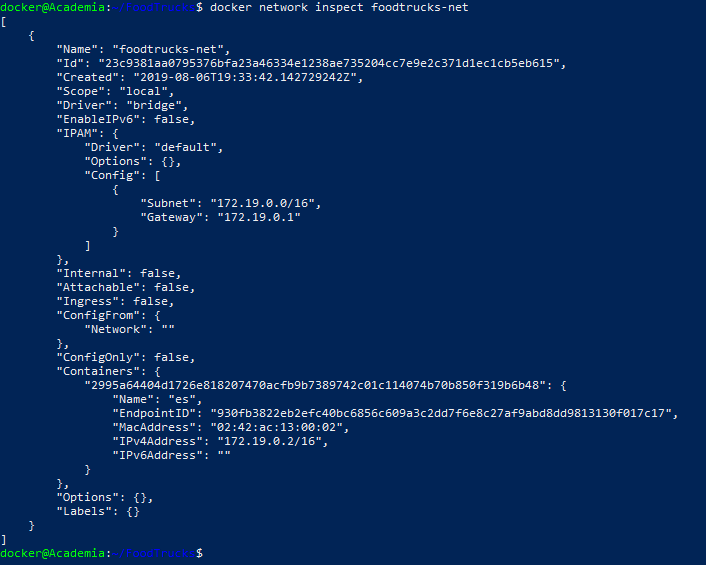 docker@Academia:~/FoodTrucks$ docker network inspect foodtrucks-net
[
    {
        "Name": "foodtrucks-net",
        "Id": "23c9381aa0795376bfa23a46334e1238ae735204cc7e9e2c371d1ec1cb5eb615",
        "Created": "2019-08-06T19:33:42.142729242Z",
        "Scope": "local",
        "Driver": "bridge",
        "EnableIPv6": false,
        "IPAM": {
            "Driver": "default",
            "Options": {},
            "Config": [
                {
                    "Subnet": "172.19.0.0/16",
                    "Gateway": "172.19.0.1"
                }
            ]
        },
        "Internal": false,
        "Attachable": false,
        "Ingress": false,
        "ConfigFrom": {
            "Network": ""
        },
        "ConfigOnly": false,
        "Containers": {
            "2995a64404d1726e818207470acfb9b7389742c01c114074b70b850f319b6b48": {
                "Name": "es",
                "EndpointID": "930fb3822eb2efc40bc6856c609a3c2dd7f6e8c27af9abd8dd9813130f017c17",
                "MacAddress": "02:42:ac:13:00:02",
                "IPv4Address": "172.19.0.2/16",
                "IPv6Address": ""
            }
        },
        "Options": {},
        "Labels": {}
    }
]
docker@Academia:~/FoodTrucks$